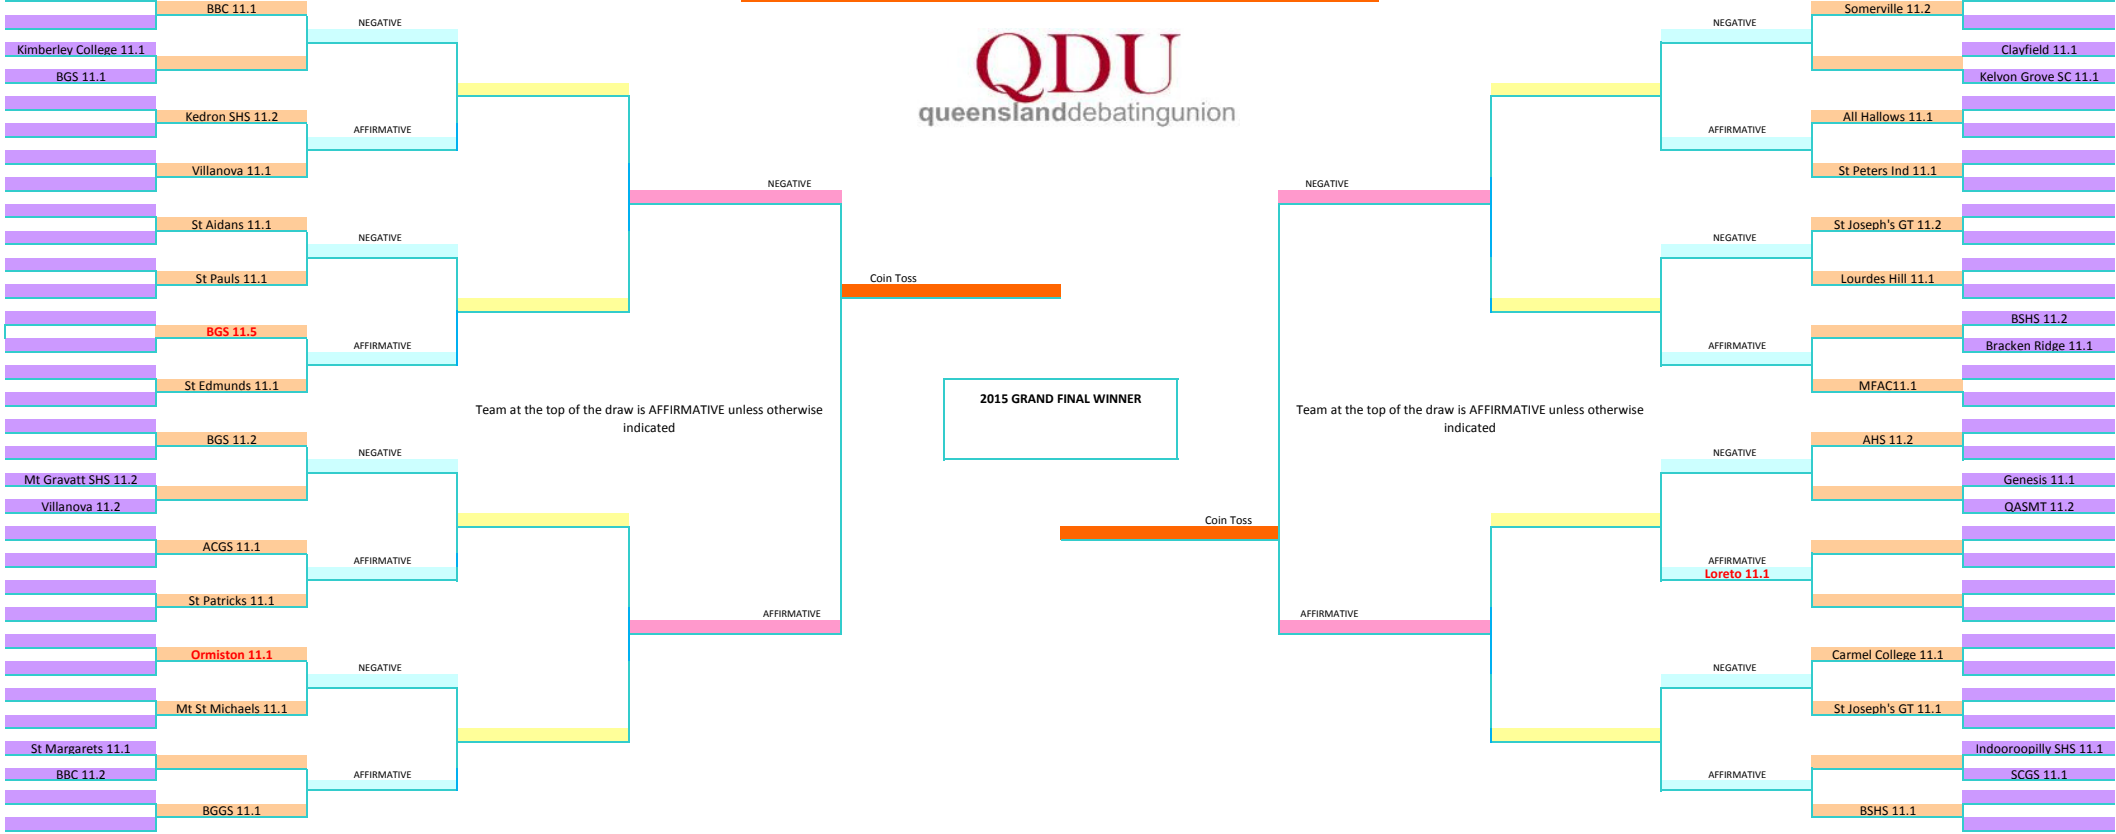 BBC 11.1
NEGATIVE
Kimberley College 11.1
BGS 11.1
Kedron SHS 11.2
AFFIRMATIVE
Villanova 11.1
NEGATIVE
St Aidans 11.1
NEGATIVE
St Pauls 11.1
Coin Toss
BGS 11.5
AFFIRMATIVE
St Edmunds 11.1
Team at the top of the draw is AFFIRMATIVE unless otherwise
indicated
BGS 11.2
NEGATIVE
Mt Gravatt SHS 11.2
Villanova 11.2
ACGS 11.1
AFFIRMATIVE
St Patricks 11.1
AFFIRMATIVE
Ormiston 11.1
NEGATIVE
Mt St Michaels 11.1
St Margarets 11.1
BBC 11.2
AFFIRMATIVE
BGGS 11.1
QDU
queenslanddebatingunion
2015 GRAND FINAL WINNER
Somerville 11.2
NEGATIVE
Clayfield 11.1
Kelvon Grove SC 11.1
All Hallows 11.1
AFFIRMATIVE
St Peters Ind 11.1
NEGATIVE
St Joseph's GT 11.2
NEGATIVE
Lourdes Hill 11.1
BSHS 11.2
AFFIRMATIVE
Bracken Ridge 11.1
MFAC11.1
Team at the top of the draw is AFFIRMATIVE unless otherwise
indicated
AHS 11.2
NEGATIVE
Genesis 11.1
QASMT 11.2
Coin Toss
AFFIRMATIVE
Loreto 11.1
AFFIRMATIVE
Carmel College 11.1
NEGATIVE
St Joseph's GT 11.1
Indooroopilly SHS 11.1
AFFIRMATIVE
SCGS 11.1
BSHS 11.1